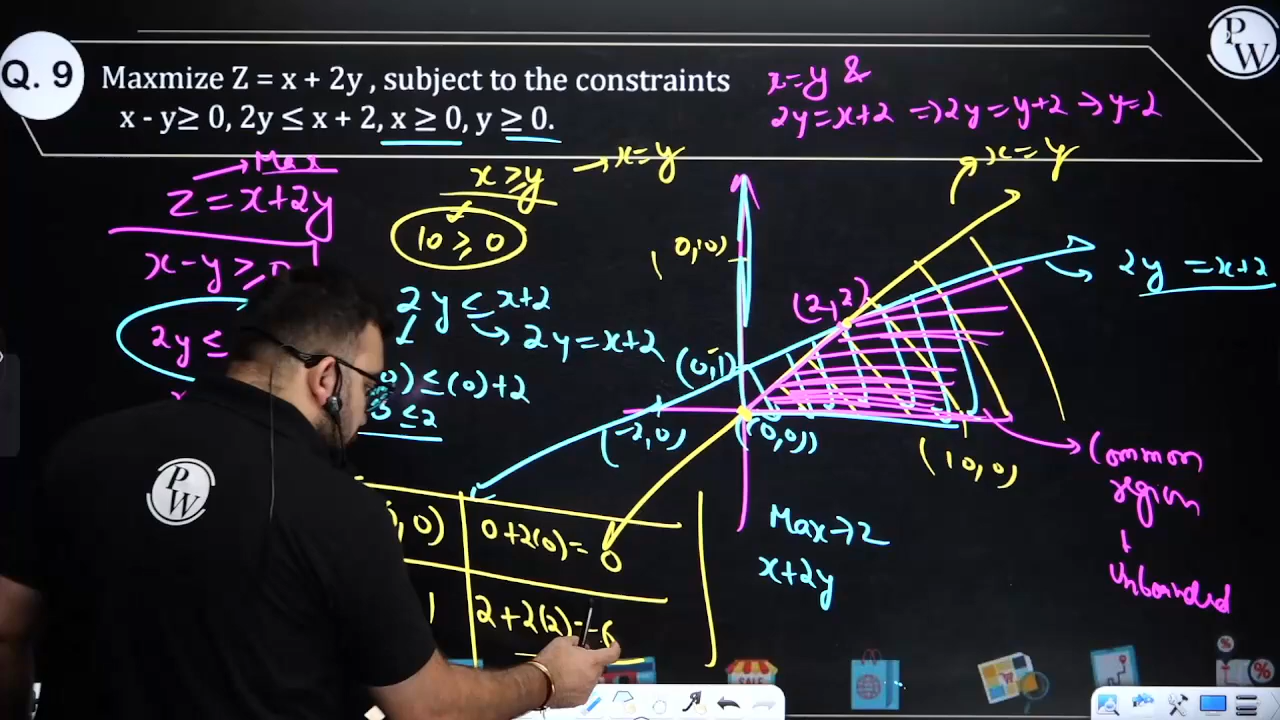 PW
Q. 9
Maxmize Z = x + 2y , subject to the constraints
x - y≥ 0, 2y ≤ x + 2, x ≥ 0, y ≥ 0.
x=y &
2y=x+2 ⇒2y=y+2 →y=2
→Max
Z = x+2y
x-y≥
2y≤
x≥y →x=y
10≥0
2y ≤ x+2
→ 2y=x+2
≤(0)+2
≤2
(0,10)
x=y
2y =x+2
(2,2)
(0,1)
(-2,0)
(0,0)
(10,0)
Common
region
↓
unbounded
Max→Z
x+2y
, 0)
0+2(0)=0
2+2(2)=6
PW
SALE